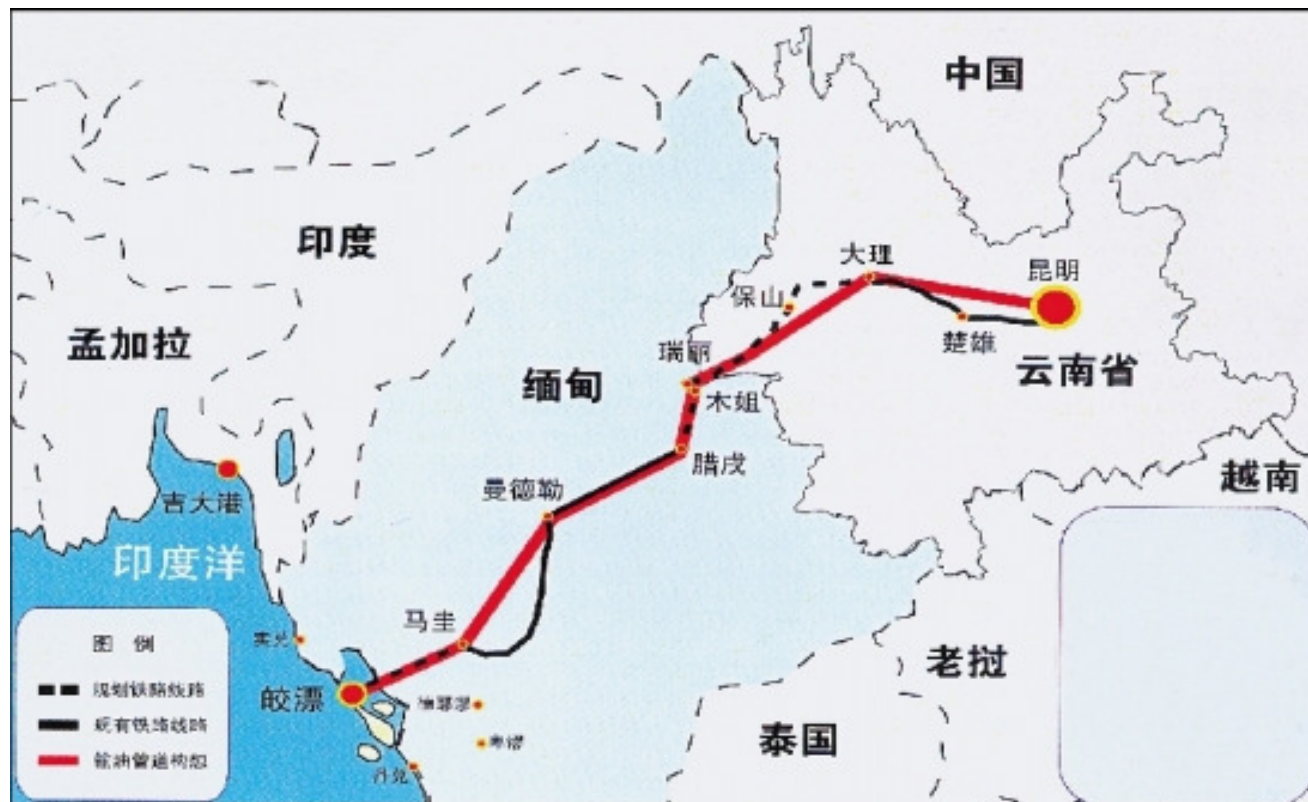 中国
印度
大理
昆明
保山
孟加拉
瑞丽
楚雄
缅甸
云南省
木姐
腊戌
曼德勒
越南
吉大港
印度洋
马圭
图 例
实兑
老挝
规划铁路线路
皎漂
现有铁路线路
泰国
输油管道构想